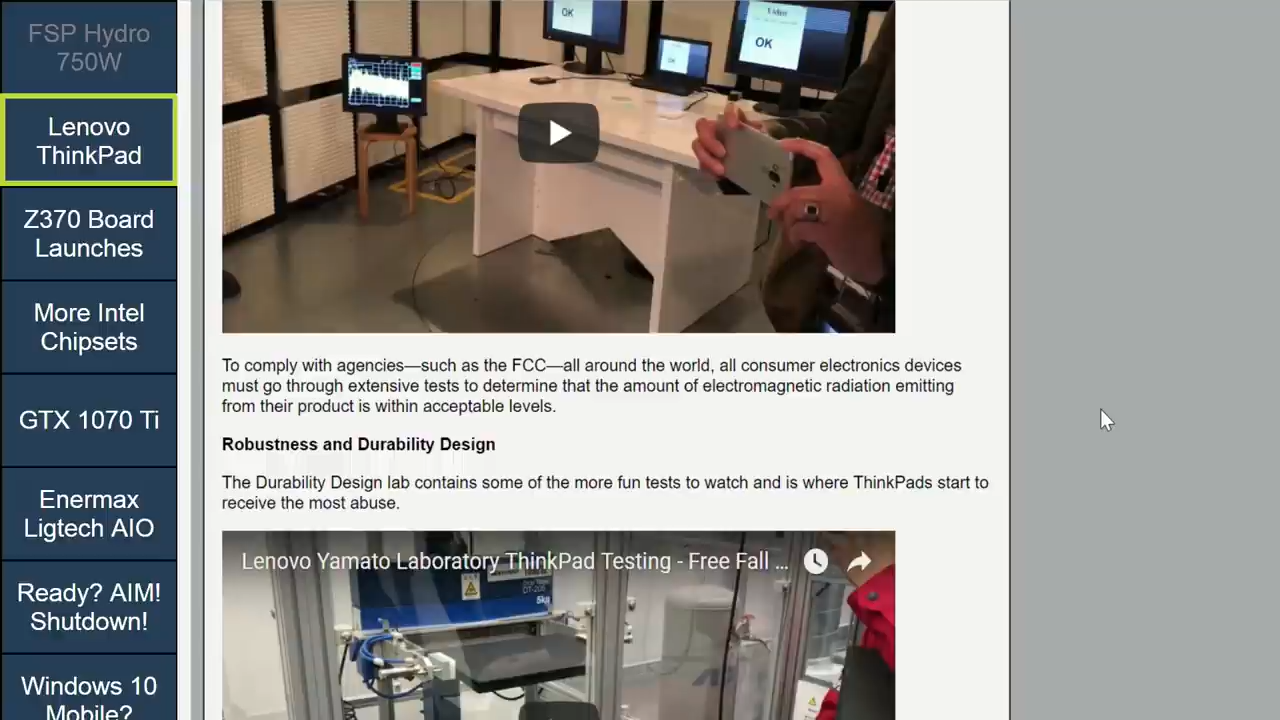 FSP Hydro
750W
Lenovo
ThinkPad
Z370 Board
Launches
More Intel
Chipsets
GTX 1070 Ti
Enermax
Ligtech AIO
Ready? AIM!
Shutdown!
Windows 10
Mobile?
OK
OK
To comply with agencies—such as the FCC—all around the world, all consumer electronics devices
must go through extensive tests to determine that the amount of electromagnetic radiation emitting
from their product is within acceptable levels.
Robustness and Durability Design
The Durability Design lab contains some of the more fun tests to watch and is where ThinkPads start to
receive the most abuse.
Lenovo Yamato Laboratory ThinkPad Testing - Free Fall ...
DT-205
5kg